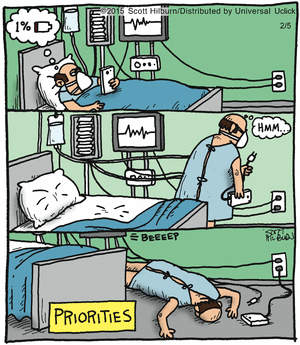 ©2015 Scott Hilburn/Distributed by Universal Uclick
2/5
1%
HMM...
= BEEEEP
SCOTT
HILBURN
PRIORITIES